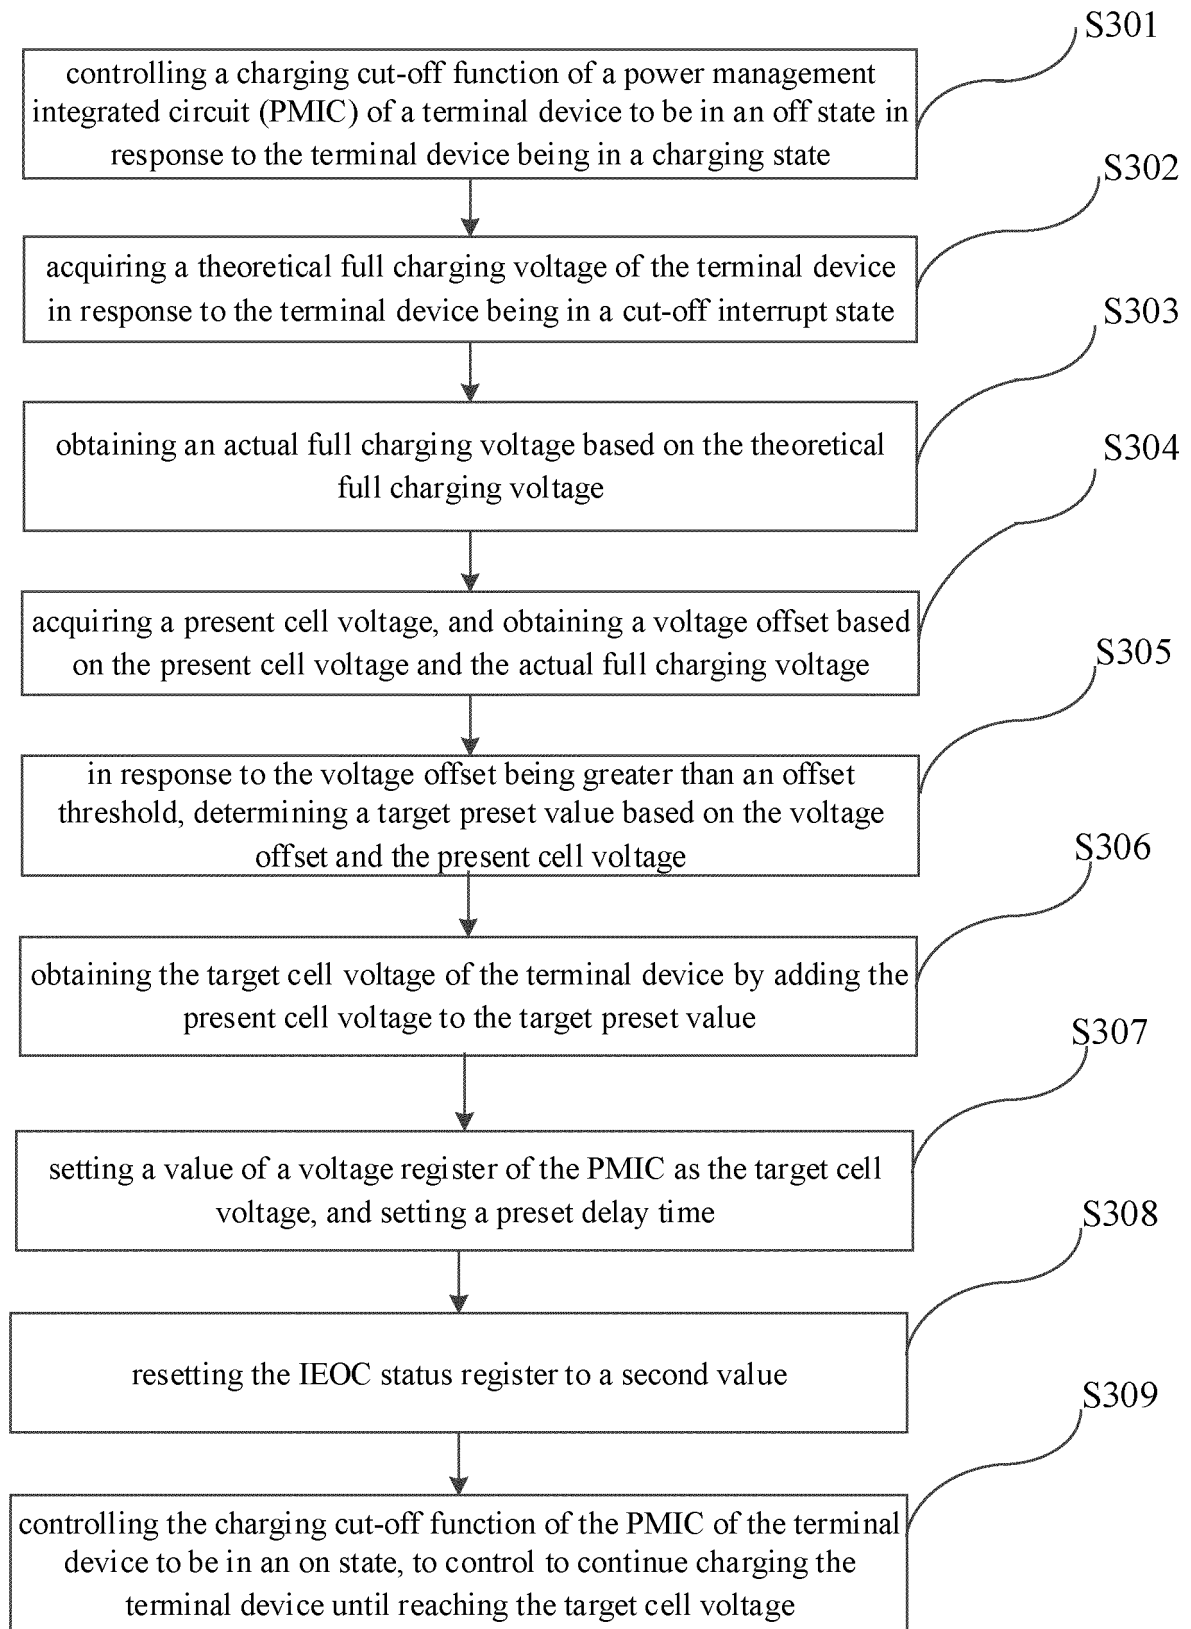 S301
controlling a charging cut-off function of a power management
integrated circuit (PMIC) of a terminal device to be in an off state in
response to the terminal device being in a charging state
S302
acquiring a theoretical full charging voltage of the terminal device
in response to the terminal device being in a cut-off interrupt state
S303
obtaining an actual full charging voltage based on the theoretical
full charging voltage
S304
acquiring a present cell voltage, and obtaining a voltage offset based
on the present cell voltage and the actual full charging voltage
S305
in response to the voltage offset being greater than an offset
threshold, determining a target preset value based on the voltage
offset and the present cell voltage
S306
obtaining the target cell voltage of the terminal device by adding the
present cell voltage to the target preset value
S307
setting a value of a voltage register of the PMIC as the target cell
voltage, and setting a preset delay time
S308
resetting the IEOC status register to a second value
S309
controlling the charging cut-off function of the PMIC of the terminal
device to be in an on state, to control to continue charging the
terminal device until reaching the target cell voltage